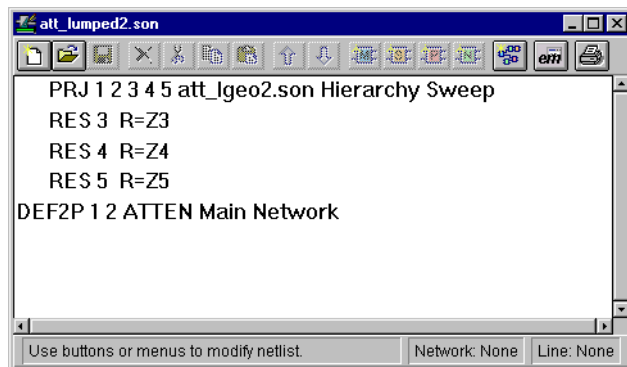 att_lumped2.son
em
PRJ 1 2 3 4 5 att_lgeo2.son Hierarchy Sweep
RES 3 R=Z3
RES 4 R=Z4
RES 5 R=Z5
DEF2P 1 2 ATTEN Main Network
Use buttons or menus to modify netlist. Network: None Line: None